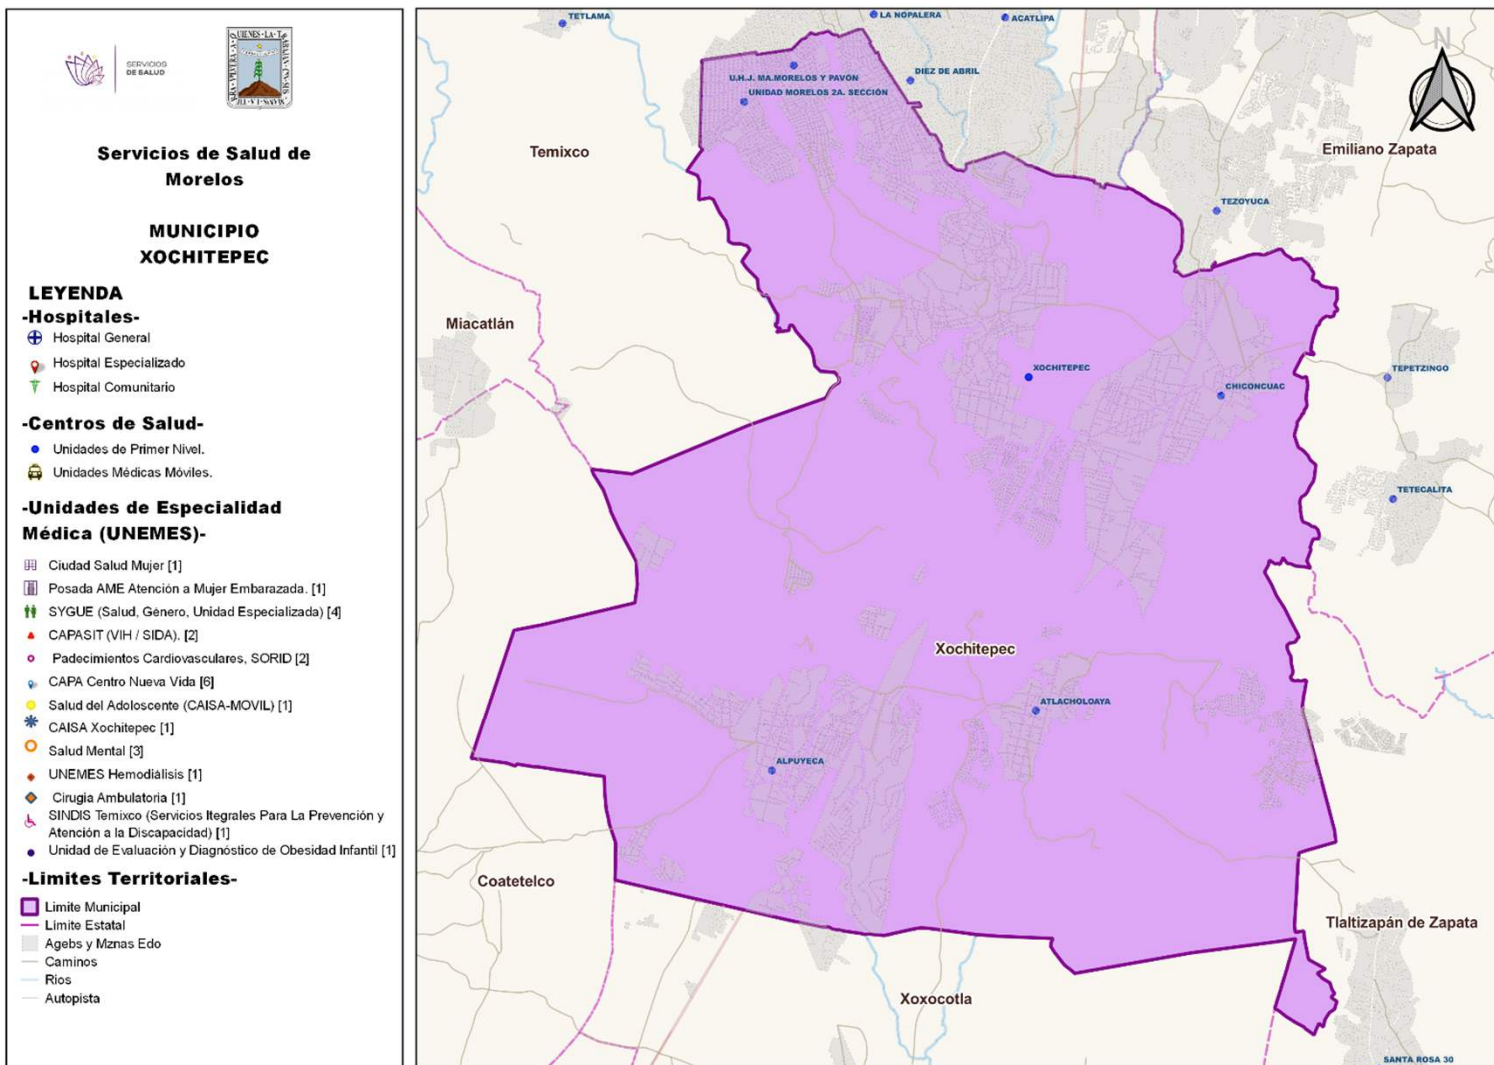 SERVICIOS
DE SALUD
Servicios de Salud de
Morelos
MUNICIPIO
XOCHITEPEC
LEYENDA
-Hospitales-
Hospital General
Hospital Especializado
Hospital Comunitario
-Centros de Salud-
Unidades de Primer Nivel.
Unidades Médicas Móviles.
-Unidades de Especialidad
Médica (UNEMES)-
Ciudad Salud Mujer [1]
Posada AME Atención a Mujer Embarazada. [1]
SYGUE (Salud, Género, Unidad Especializada) [4]
CAPASIT (VIH / SIDA). [2]
Padecimientos Cardiovasculares, SORID [2]
CAPA Centro Nueva Vida [6]
Salud del Adoloscente (CAISA-MOVIL) [1]
CAISA Xochitepec [1]
Salud Mental [3]
UNEMES Hemodiálisis [1]
Cirugia Ambulatoria [1]
SINDIS Temixco (Servicios Itegrales Para La Prevención y
Atención a la Discapacidad) [1]
Unidad de Evaluación y Diagnóstico de Obesidad Infantil [1]
-Limites Territoriales-
Limite Municipal
Límite Estatal
Agebs y Mznas Edo
Caminos
Rios
Autopista
TETLAMA
LA NOPALERA
ACATLIPA
N
U.H.J. MA.MORELOS Y PAVÓN
DIEZ DE ABRIL
UNIDAD MORELOS 2A. SECCIÓN
Temixco
Emiliano Zapata
TEZOYUCA
Miacatlán
XOCHITEPEC
TEPETZINGO
CHICONCUAC
TETECALITA
Xochitepec
ATLACHOLOAYA
ALPUYECA
Coatetelco
Tlaltizapán de Zapata
Xoxocotla
SANTA ROSA 30